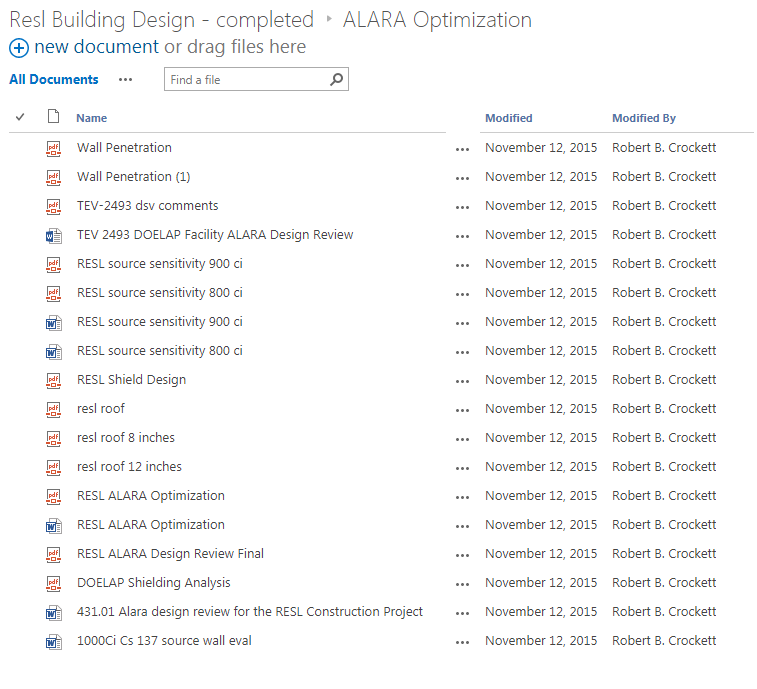 Resl Building Design - completed ▸ ALARA Optimization
new document or drag files here
All Documents ••• Find a file
Name Modified Modified By
Wall Penetration ••• November 12, 2015 Robert B. Crockett
Wall Penetration (1) ••• November 12, 2015 Robert B. Crockett
TEV-2493 dsv comments ••• November 12, 2015 Robert B. Crockett
TEV 2493 DOELAP Facility ALARA Design Review ••• November 12, 2015 Robert B. Crockett
RESL source sensitivity 900 ci ••• November 12, 2015 Robert B. Crockett
RESL source sensitivity 800 ci ••• November 12, 2015 Robert B. Crockett
RESL source sensitivity 900 ci ••• November 12, 2015 Robert B. Crockett
RESL source sensitivity 800 ci ••• November 12, 2015 Robert B. Crockett
RESL Shield Design ••• November 12, 2015 Robert B. Crockett
resl roof ••• November 12, 2015 Robert B. Crockett
resl roof 8 inches ••• November 12, 2015 Robert B. Crockett
resl roof 12 inches ••• November 12, 2015 Robert B. Crockett
RESL ALARA Optimization ••• November 12, 2015 Robert B. Crockett
RESL ALARA Optimization ••• November 12, 2015 Robert B. Crockett
RESL ALARA Design Review Final ••• November 12, 2015 Robert B. Crockett
DOELAP Shielding Analysis ••• November 12, 2015 Robert B. Crockett
431.01 Alara design review for the RESL Construction Project ••• November 12, 2015 Robert B. Crockett
1000Ci Cs 137 source wall eval ••• November 12, 2015 Robert B. Crockett